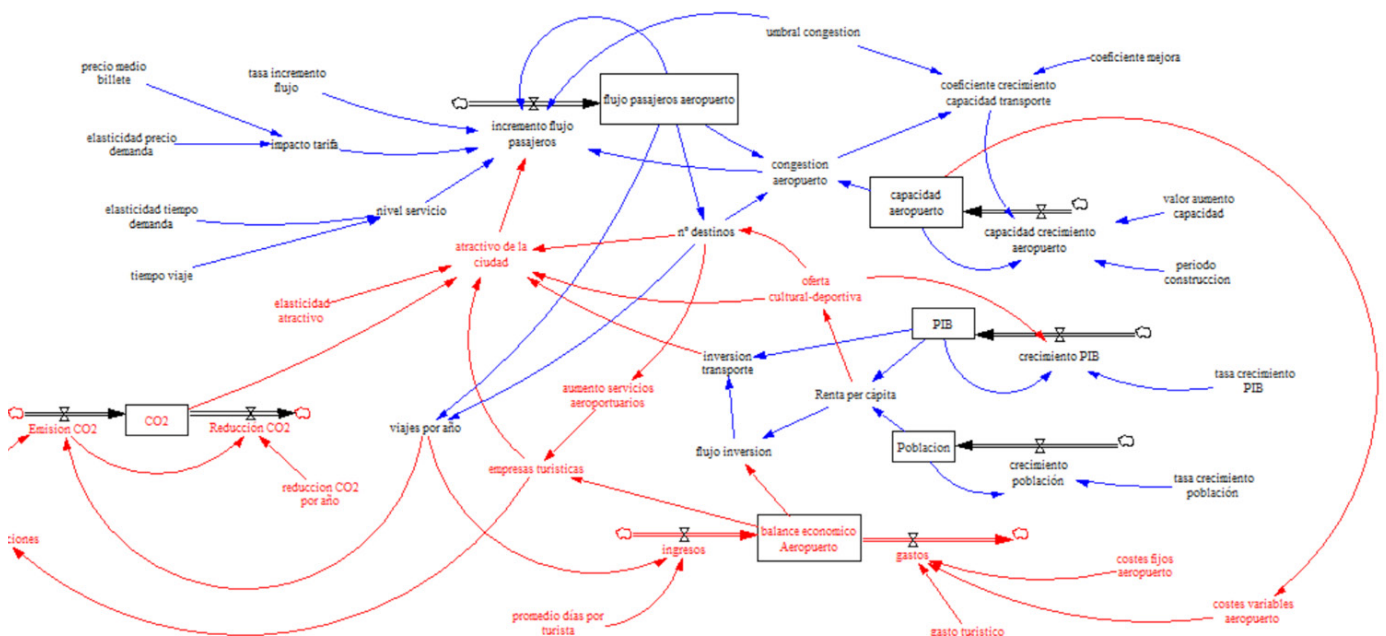 umbral congestion
precio medio
billete
tasa incremento
flujo
coeficiente mejora
flujo pasajeros aeropuerto
coeficiente crecimiento
capacidad transporte
incremento flujo
pasajeros
elasticidad precio
demanda
impacto tarifa
congestion
aeropuerto
capacidad
aeropuerto
valor aumento
capacidad
elasticidad tiempo
demanda
nivel servicio
nº destinos
capacidad crecimiento
aeropuerto
atractivo de la
ciudad
tiempo viaje
periodo
construccion
oferta
cultural-deportiva
elasticidad
atractivo
PIB
inversion
transporte
crecimiento PIB
aumento servicios
aeroportuarios
tasa crecimiento
PIB
Renta per cápita
CO2
Emision CO2
Reduccion CO2
viajes por año
Poblacion
flujo inversion
empresas turisticas
crecimiento
población
tasa crecimiento
población
reduccion CO2
por año
balance economico
Aeropuerto
ciones
ingresos
gastos
costes fijos
aeropuerto
promedio días por
turista
costes variables
aeropuerto
gasto turistico